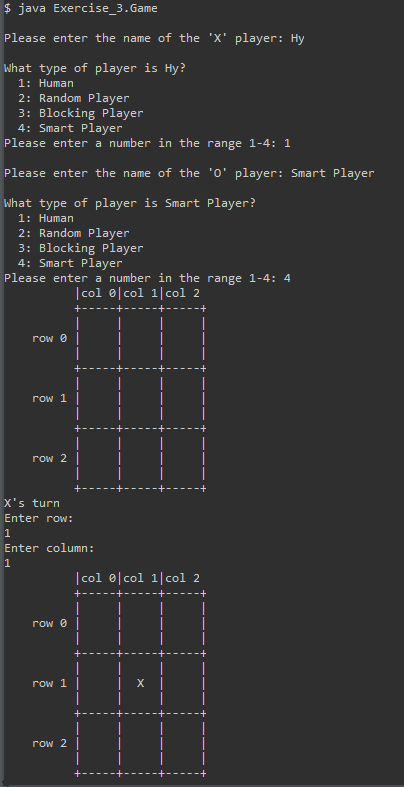 $ java Exercise_3.Game
Please enter the name of the 'X' player: Hy
What type of player is Hy?
  1: Human
  2: Random Player
  3: Blocking Player
  4: Smart Player
Please enter a number in the range 1-4: 1
Please enter the name of the 'O' player: Smart Player
What type of player is Smart Player?
  1: Human
  2: Random Player
  3: Blocking Player
  4: Smart Player
Please enter a number in the range 1-4: 4
          |col 0|col 1|col 2
          +-----+-----+-----+
          |     |     |     |
    row 0 |     |     |     |
          |     |     |     |
          +-----+-----+-----+
          |     |     |     |
    row 1 |     |     |     |
          |     |     |     |
          +-----+-----+-----+
          |     |     |     |
    row 2 |     |     |     |
          |     |     |     |
          +-----+-----+-----+
X's turn
Enter row:
1
Enter column:
1
          |col 0|col 1|col 2
          +-----+-----+-----+
          |     |     |     |
    row 0 |     |     |     |
          |     |     |     |
          +-----+-----+-----+
          |     |     |     |
    row 1 |     |  X  |     |
          |     |     |     |
          +-----+-----+-----+
          |     |     |     |
    row 2 |     |     |     |
          |     |     |     |
          +-----+-----+-----+